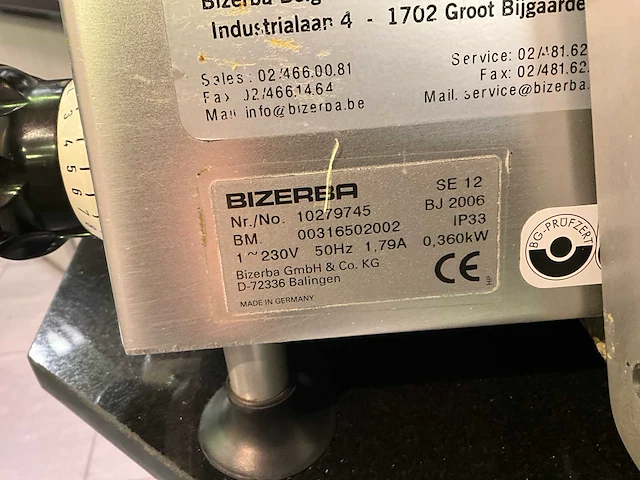 Bizerba Belg
Industrialaan 4 - 1702 Groot Bijgaarde
Sales: 02/466.00.81
Fax 02/466.14.64
Mail info@bizerba.be
Service: 02/481.62
Fax: 02/481.62
Mail. service@bizerba.
3
4
5
6
7
BIZERBA
SE 12
Nr./No. 10279745
BJ 2006
BM. 00316502002
IP33
1~230V 50Hz 1,79A 0,360kW
Bizerba GmbH & Co. KG
D-72336 Balingen
CE
MADE IN GERMANY
BG-PRÜFZERT